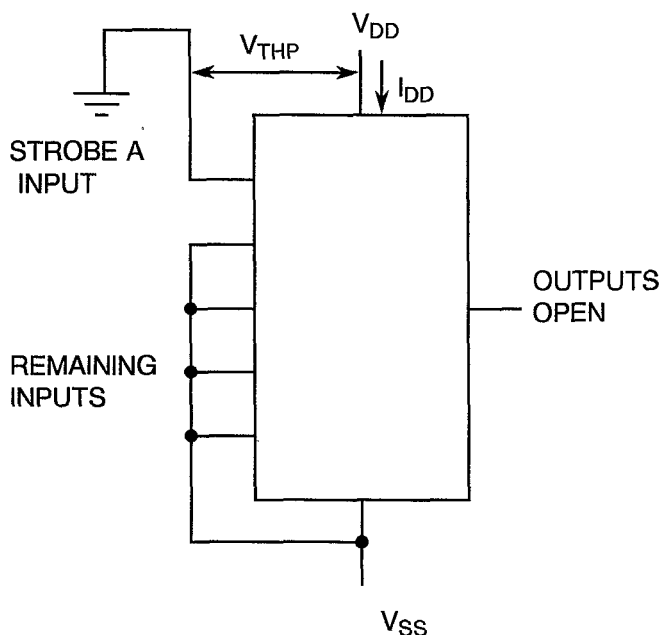 V_DD
V_THP
I_DD
STROBE A
INPUT
OUTPUTS
OPEN
REMAINING
INPUTS
V_SS